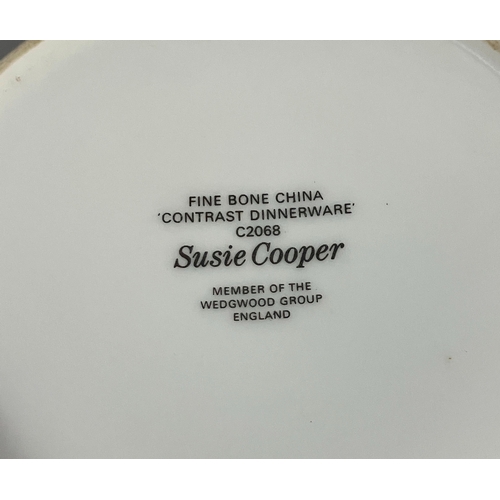 FINE BONE CHINA
'CONTRAST DINNERWARE'
C2068
Susie Cooper
MEMBER OF THE
WEDGWOOD GROUP
ENGLAND